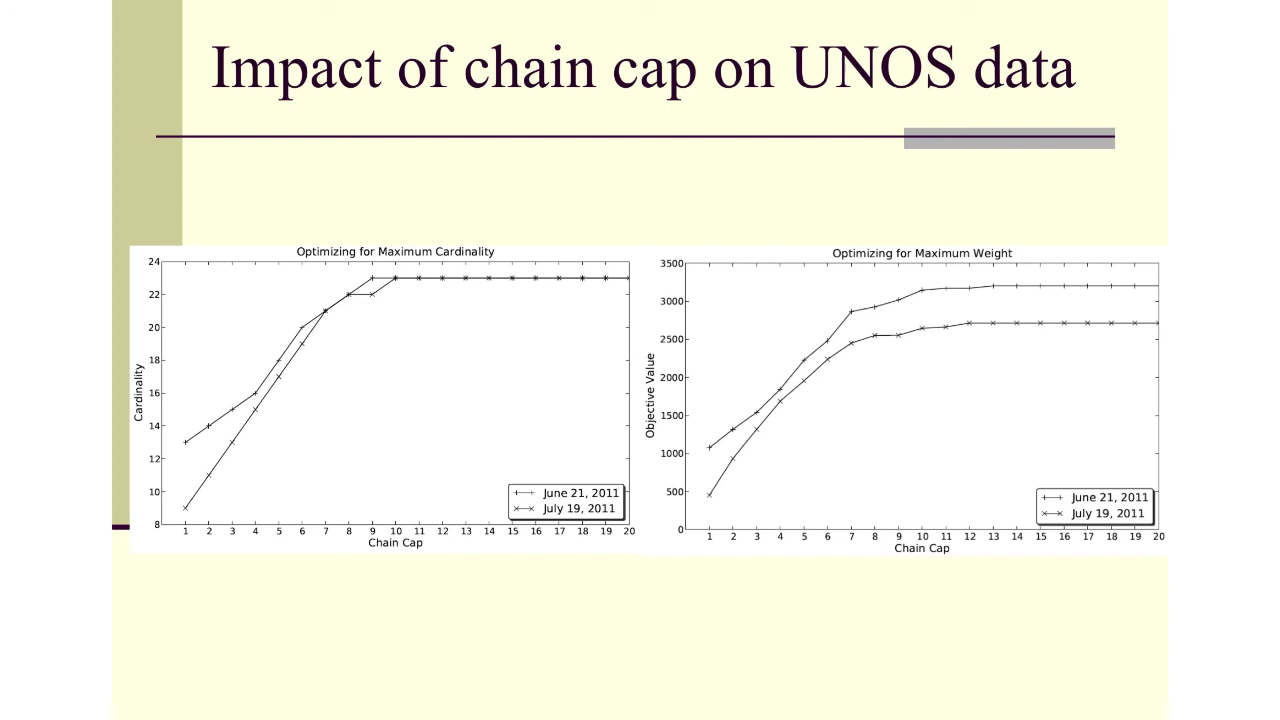 Impact of chain cap on UNOS data
Optimizing for Maximum Cardinality
24
22
20
18
16
14
12
10
8
Cardinality
1 2 3 4 5 6 7 8 9 10 11 12 13 14 15 16 17 18 19 20
Chain Cap
June 21, 2011
July 19, 2011
Optimizing for Maximum Weight
3500
3000
2500
2000
1500
1000
500
0
Objective Value
1 2 3 4 5 6 7 8 9 10 11 12 13 14 15 16 17 18 19 20
Chain Cap
June 21, 2011
July 19, 2011